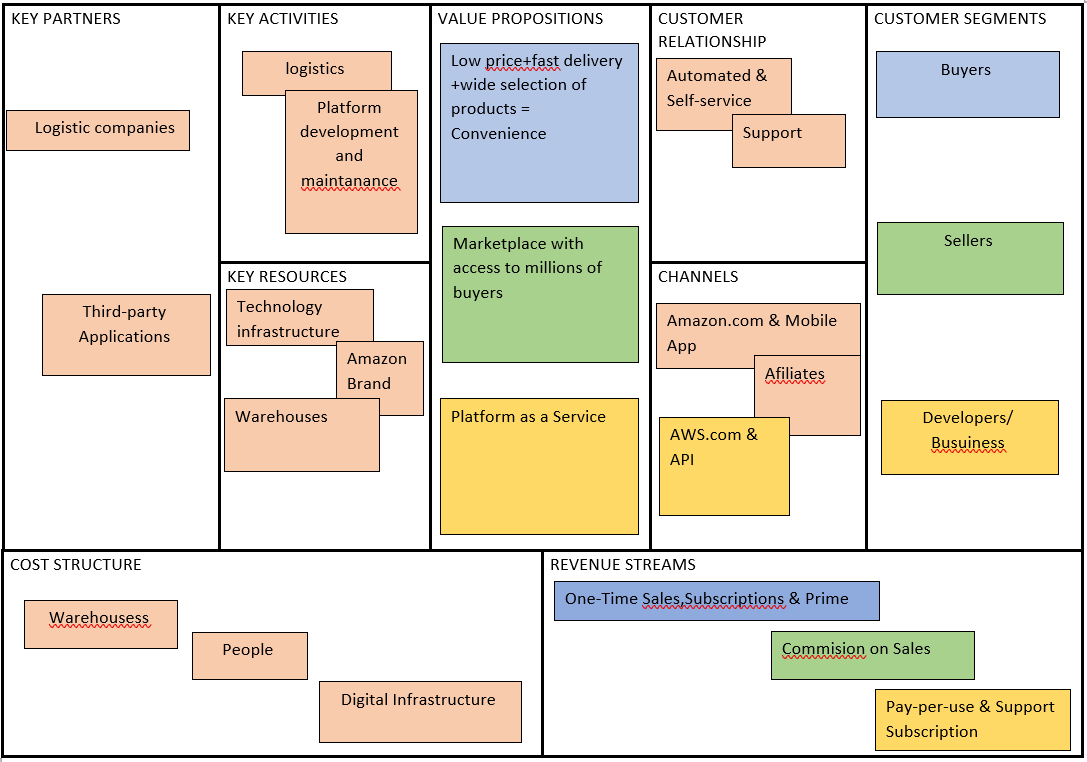 KEY PARTNERS
Logistic companies
Third-party
Applications
KEY ACTIVITIES
logistics
Platform
development
and
maintanance
KEY RESOURCES
Technology
infrastructure
Amazon
Brand
Warehouses
VALUE PROPOSITIONS
Low price+fast delivery
+wide selection of
products =
Convenience
Marketplace with
access to millions of
buyers
Platform as a Service
CUSTOMER
RELATIONSHIP
Automated &
Self-service
Support
CHANNELS
Amazon.com & Mobile
App
Afiliates
AWS.com &
API
CUSTOMER SEGMENTS
Buyers
Sellers
Developers/
Busuiness
COST STRUCTURE
Warehousess
People
Digital Infrastructure
REVENUE STREAMS
One-Time Sales,Subscriptions & Prime
Commision on Sales
Pay-per-use & Support
Subscription